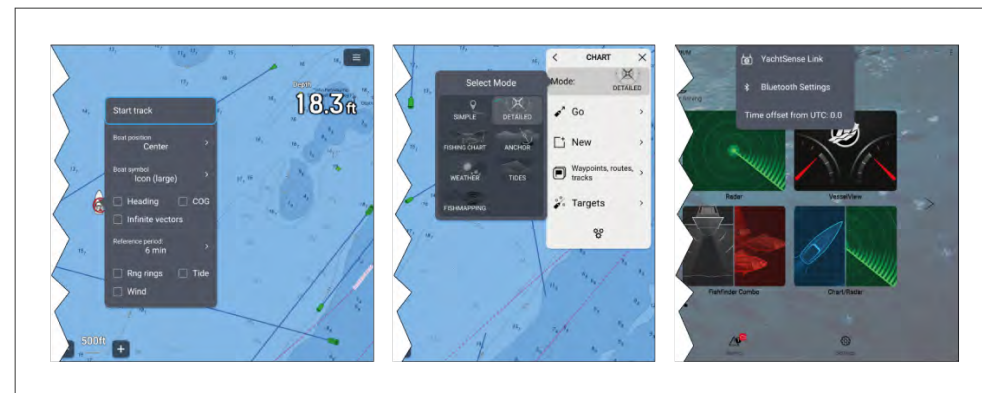 Depth
18.3ft
Start track
Boat position
Center
Boat symbol
Icon (large)
Heading
COG
Infinite vectors
Reference period:
6 min
Rng rings
Tide
Wind
500ft
Select Mode
SIMPLE
DETAILED
FISHING CHART
ANCHOR
WEATHER
TIDES
FISHMAPPING
CHART
Mode:
DETAILED
Go
New
Waypoints, routes,
tracks
Targets
YachtSense Link
Bluetooth Settings
Time offset from UTC: 0.0
Radar
VesselView
Fishfinder Combo
Chart/Radar
Settings